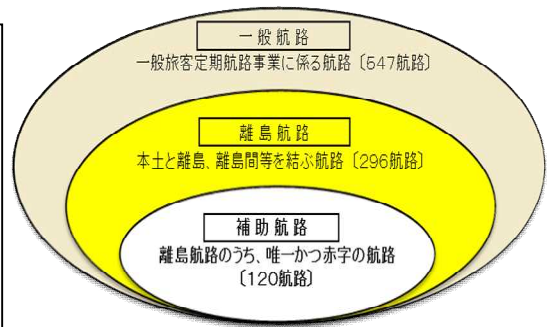 一般航路
一般旅客定期航路事業に係る航路〔547航路〕
離島航路
本土と離島、離島間等を結ぶ航路〔296航路〕
補助航路
離島航路のうち、唯一かつ赤字の航路
〔120航路〕